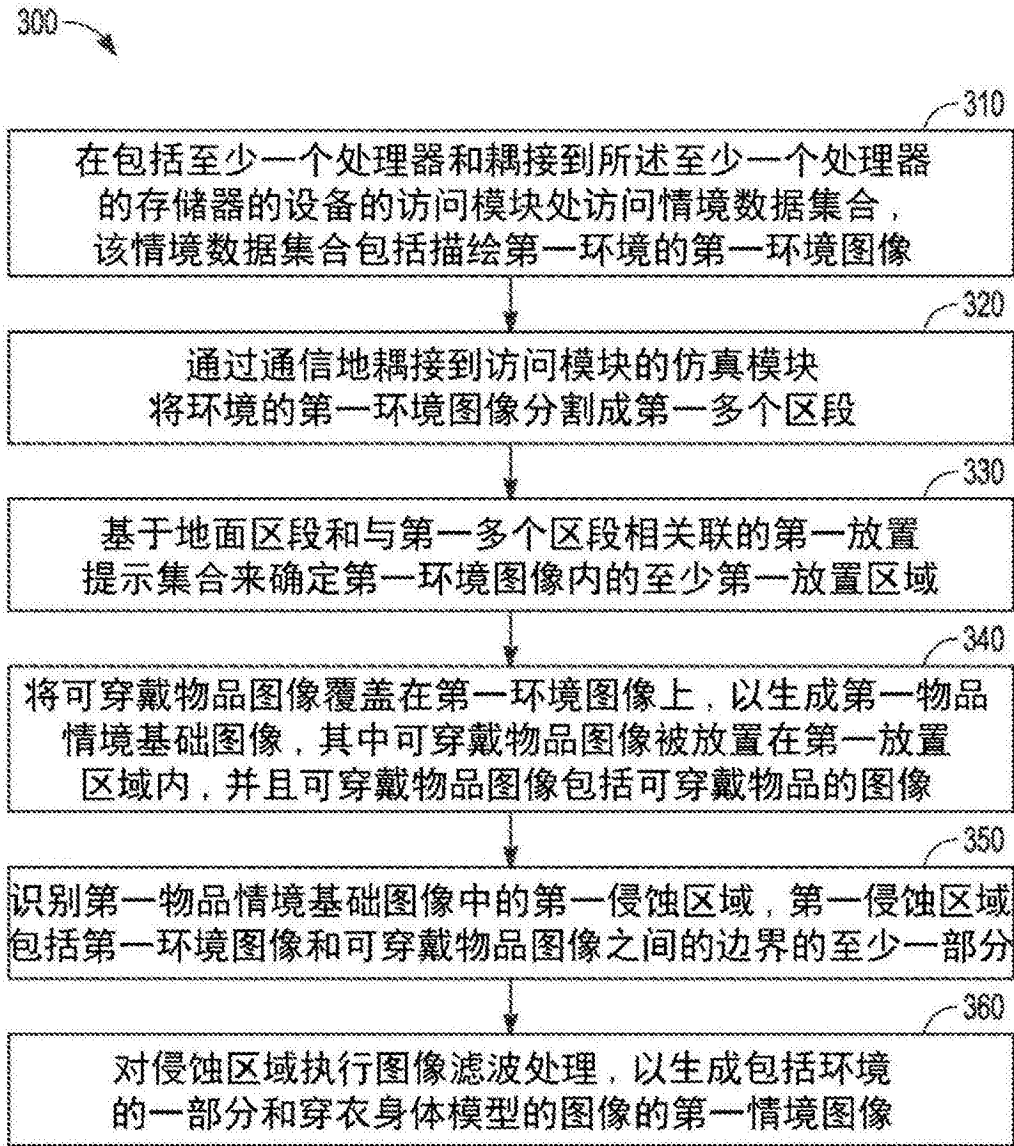 300
310
在包括至少一个处理器和耦接到所述至少一个处理器
的存储器的设备的访问模块处访问情境数据集合,
该情境数据集合包括描绘第一环境的第一环境图像
320
通过通信地耦接到访问模块的仿真模块
将环境的第一环境图像分割成第一多个区段
330
基于地面区段和与第一多个区段相关联的第一放置
提示集合来确定第一环境图像内的至少第一放置区域
340
将可穿戴物品图像覆盖在第一环境图像上,以生成第一物品
情境基础图像,其中可穿戴物品图像被放置在第一放置
区域内,并且可穿戴物品图像包括可穿戴物品的图像
350
识别第一物品情境基础图像中的第一侵蚀区域,第一侵蚀区域
包括第一环境图像和可穿戴物品图像之间的边界的至少一部分
360
对侵蚀区域执行图像滤波处理,以生成包括环境
的一部分和穿衣身体模型的图像的第一情境图像